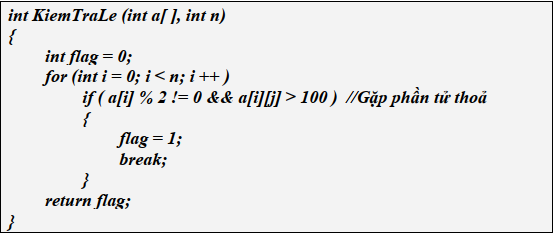 int KiemTraLe (int a[ ], int n)
{
int flag = 0;
for (int i = 0; i < n; i ++ )
if ( a[i] % 2 != 0 && a[i][j] > 100 ) //Gặp phần tử thoả
{
flag = 1;
break;
}
return flag;
}